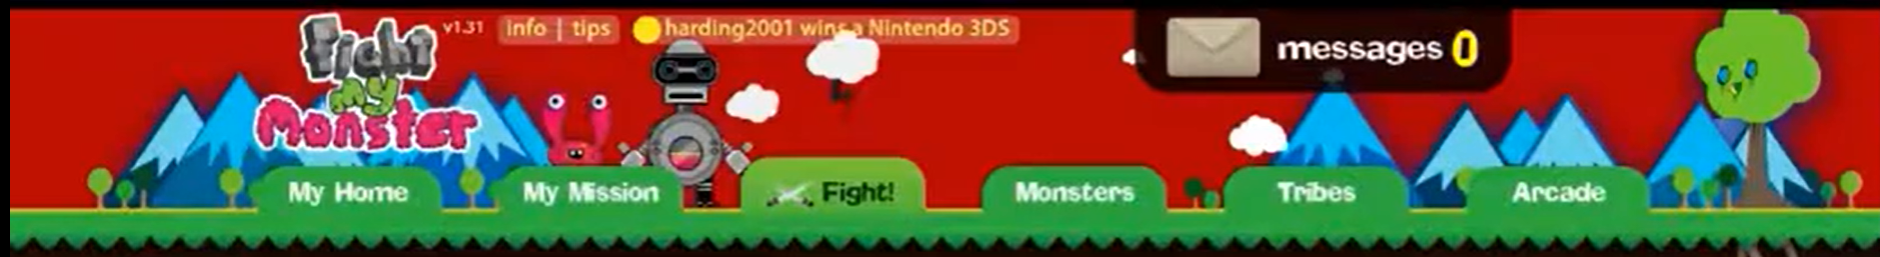 Fight
my
Monster
v1.31
info | tips
harding2001 wins a Nintendo 3DS
messages 0
My Home
My Mission
Fight!
Monsters
Tribes
Arcade